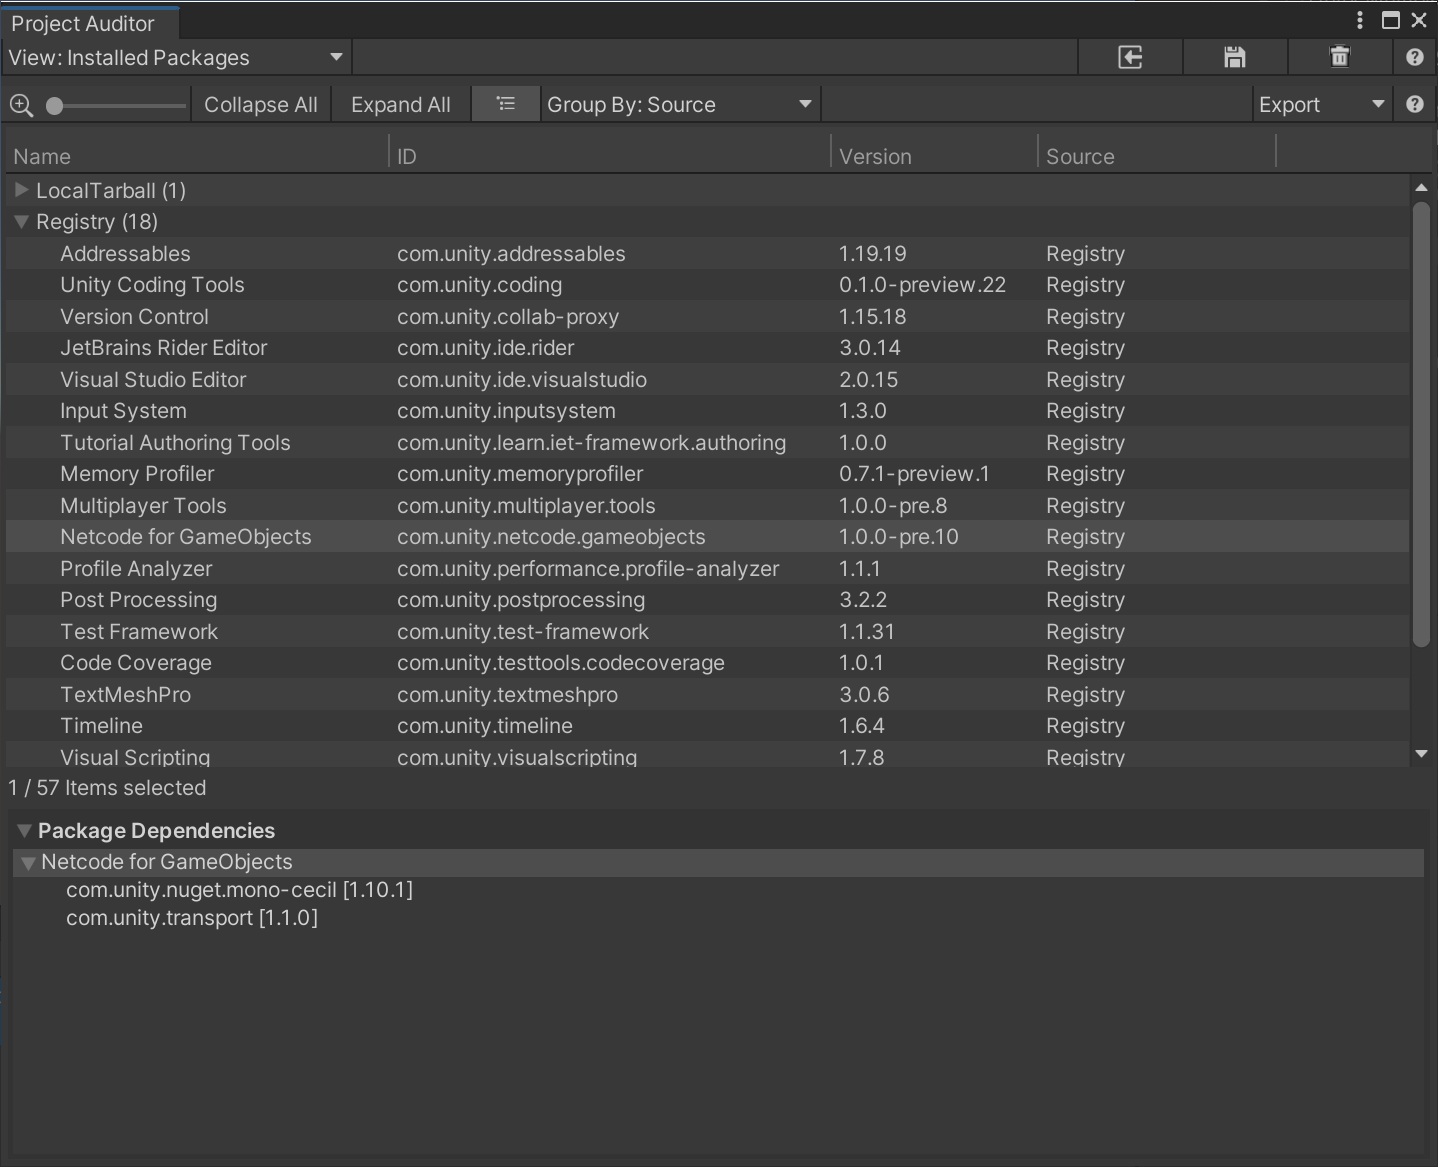 Project Auditor
View: Installed Packages
Collapse All Expand All Group By: Source Export
Name ID Version Source
LocalTarball (1)
Registry (18)
Addressables com.unity.addressables 1.19.19 Registry
Unity Coding Tools com.unity.coding 0.1.0-preview.22 Registry
Version Control com.unity.collab-proxy 1.15.18 Registry
JetBrains Rider Editor com.unity.ide.rider 3.0.14 Registry
Visual Studio Editor com.unity.ide.visualstudio 2.0.15 Registry
Input System com.unity.inputsystem 1.3.0 Registry
Tutorial Authoring Tools com.unity.learn.iet-framework.authoring 1.0.0 Registry
Memory Profiler com.unity.memoryprofiler 0.7.1-preview.1 Registry
Multiplayer Tools com.unity.multiplayer.tools 1.0.0-pre.8 Registry
Netcode for GameObjects com.unity.netcode.gameobjects 1.0.0-pre.10 Registry
Profile Analyzer com.unity.performance.profile-analyzer 1.1.1 Registry
Post Processing com.unity.postprocessing 3.2.2 Registry
Test Framework com.unity.test-framework 1.1.31 Registry
Code Coverage com.unity.testtools.codecoverage 1.0.1 Registry
TextMeshPro com.unity.textmeshpro 3.0.6 Registry
Timeline com.unity.timeline 1.6.4 Registry
Visual Scripting com.unity.visualscripting 1.7.8 Registry
1 / 57 Items selected
Package Dependencies
Netcode for GameObjects
com.unity.nuget.mono-cecil [1.10.1]
com.unity.transport [1.1.0]